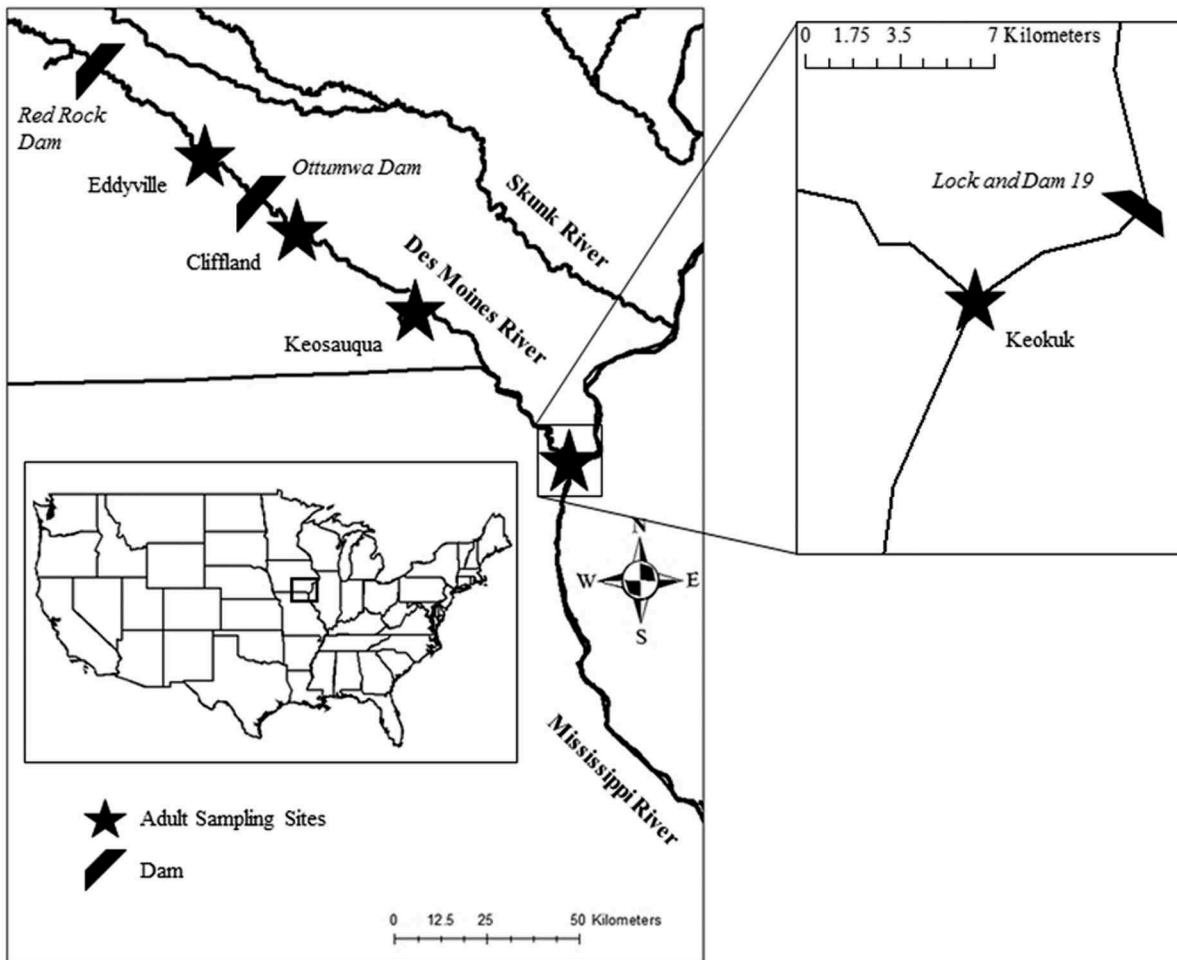 Red Rock
Dam
Eddyville
Ottumwa Dam
Cliffland
Keosauqua
Des Moines River
Skunk River
Mississippi River
N
W E
S
Adult Sampling Sites
Dam
0 12.5 25 50 Kilometers
0 1.75 3.5 7 Kilometers
Lock and Dam 19
Keokuk